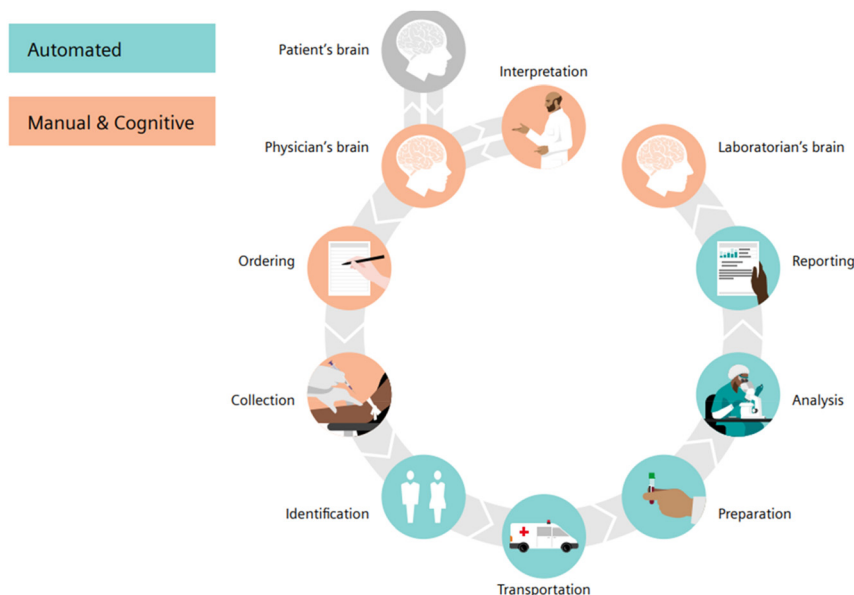 Automated
Manual & Cognitive
Patient's brain
Interpretation
Physician's brain
Laboratorian's brain
Ordering
Reporting
Collection
Analysis
Identification
Preparation
Transportation